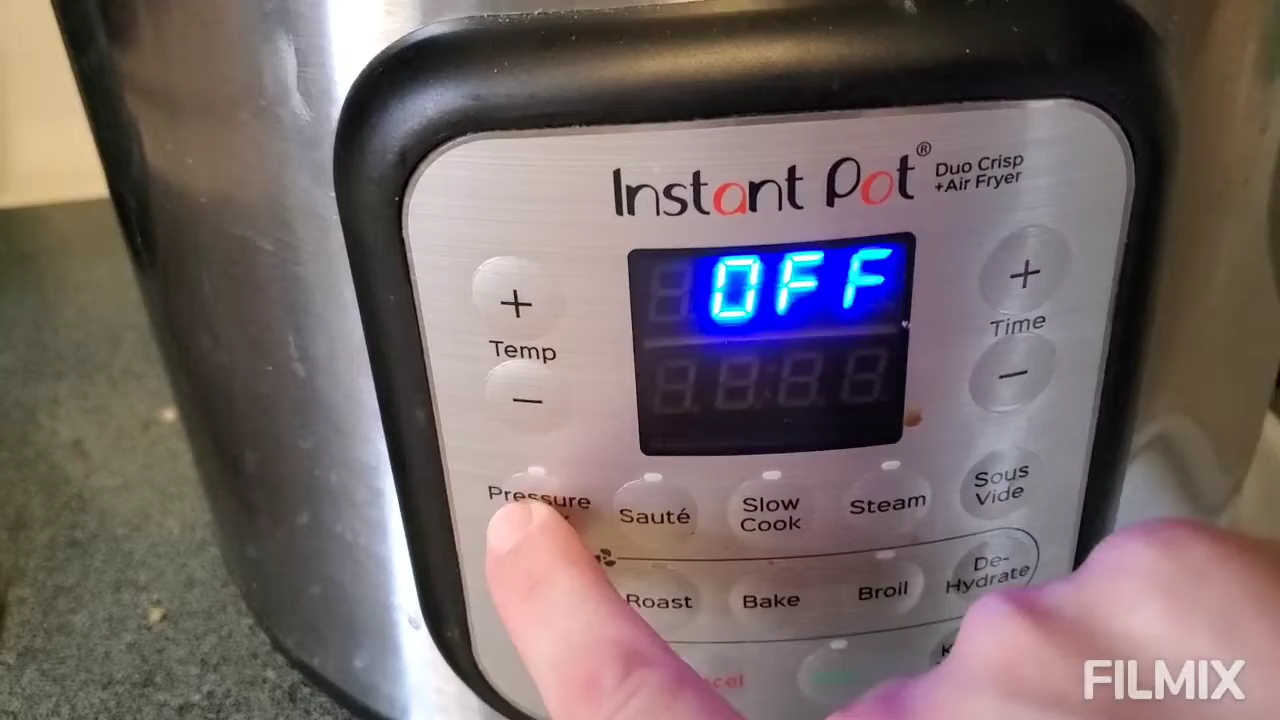 Instant Pot® Duo Crisp
+Air Fryer
OFF
+
+
Temp
Time
−
−
Pressure
Sauté
Slow
Cook
Steam
Sous
Vide
Roast
Bake
Broil
De-
Hydrate
FILMIX